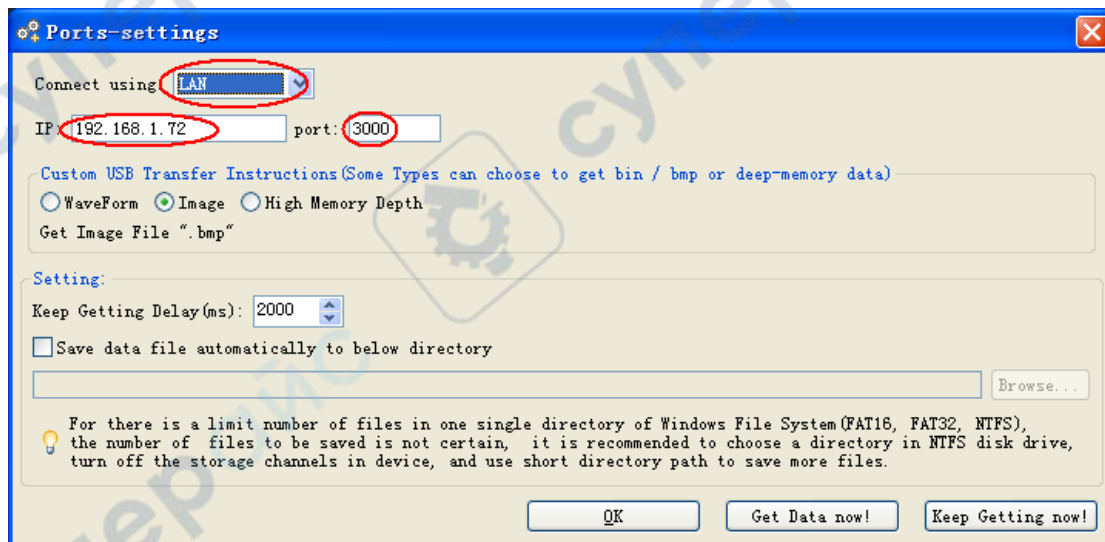 Ports-settings
Connect using LAN
IP: 192.168.1.72 port: 3000
Custom USB Transfer Instructions(Some Types can choose to get bin / bmp or deep-memory data)
WaveForm Image High Memory Depth
Get Image File ".bmp"
Setting:
Keep Getting Delay(ms): 2000
Save data file automatically to below directory
Browse...
For there is a limit number of files in one single directory of Windows File System(FAT16, FAT32, NTFS),
the number of files to be saved is not certain, it is recommended to choose a directory in NTFS disk drive,
turn off the storage channels in device, and use short directory path to save more files.
OK Get Data now! Keep Getting now!